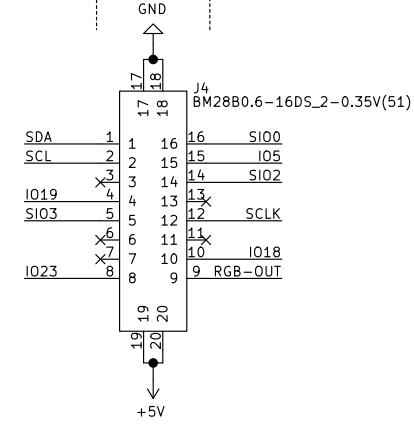 GND
17 18
J4
BM28B0.6-16DS_2-0.35V(51)
17 18
SDA 1 1 16 16 SIO0
SCL 2 2 15 15 IO5
3 3 14 14 SIO2
IO19 4 4 13 13
SIO3 5 5 12 12 SCLK
6 6 11 11
7 7 10 10 IO18
IO23 8 8 9 9 RGB-OUT
19 20
19 20
+5V